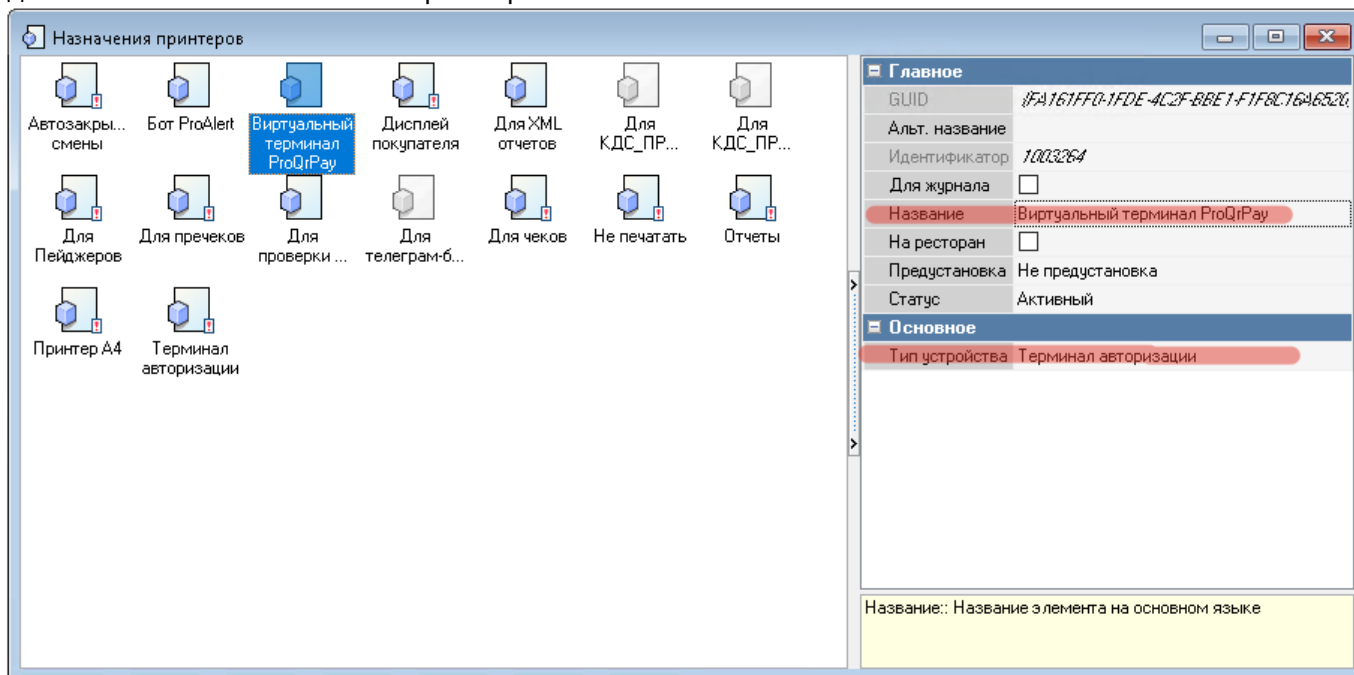 Назначения принтеров
Автозакры...
смены
Бот ProAlert
Виртуальный
терминал
ProQrPay
Дисплей
покупателя
Для XML
отчетов
Для
КДС_ПР...
Для
КДС_ПР...
Для
Пейджеров
Для пречеков
Для
проверки ...
Для
телеграм-б...
Для чеков
Не печатать
Отчеты
Принтер A4
Терминал
авторизации
Главное
GUID {FA161FF0-1FDE-4C2F-BBE1-F1F8C16A6520,
Альт. название
Идентификатор 1003264
Для журнала
Название Виртуальный терминал ProQrPay
На ресторан
Предустановка Не предустановка
Статус Активный
Основное
Тип устройства Терминал авторизации
Название:: Название элемента на основном языке